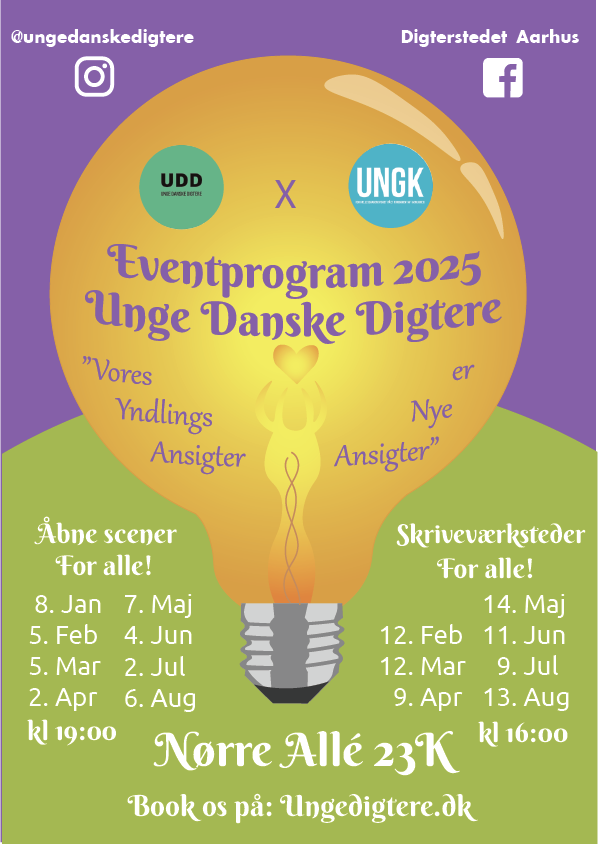 @ungedanskedigtere
Digterstedet Aarhus
UDD
UNGE DANSKE DIGTERE
X
UNGK
Eventprogram 2025
Unge Danske Digtere
”Vores
Yndlings
Ansigter
er
Nye
Ansigter”
Åbne scener
For alle!
8. Jan 7. Maj
5. Feb 4. Jun
5. Mar 2. Jul
2. Apr 6. Aug
kl 19:00
Skriveværksteder
For alle!
14. Maj
12. Feb 11. Jun
12. Mar 9. Jul
9. Apr 13. Aug
kl 16:00
Nørre Allé 23K
Book os på: Ungedigtere.dk